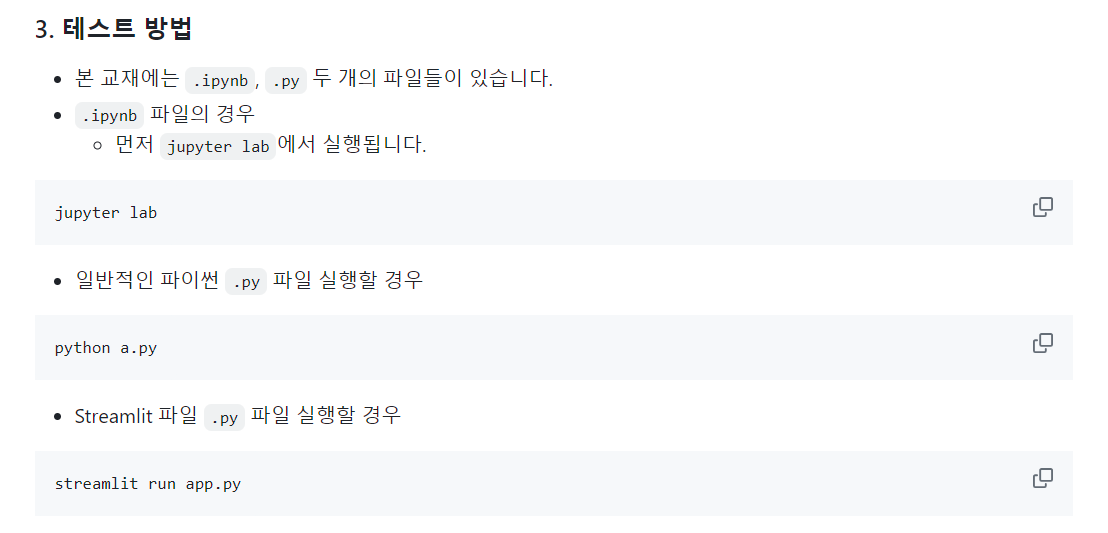 3. 테스트 방법
본 교재에는 .ipynb, .py 두 개의 파일들이 있습니다.
.ipynb 파일의 경우
먼저 jupyter lab에서 실행됩니다.
jupyter lab
일반적인 파이썬 .py 파일 실행할 경우
python a.py
Streamlit 파일 .py 파일 실행할 경우
streamlit run app.py